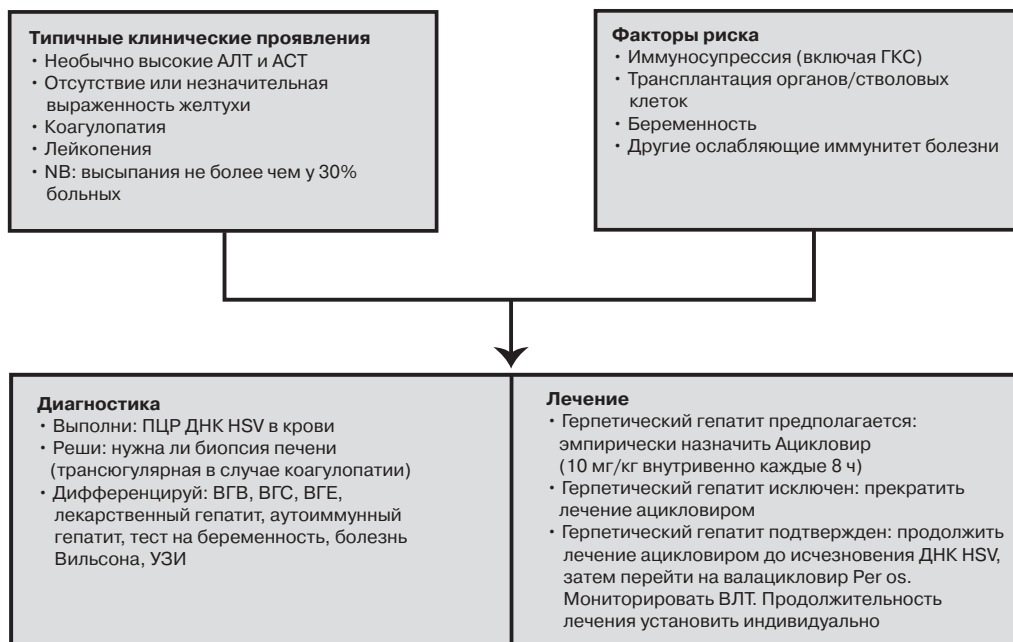 Типичные клинические проявления
· Необычно высокие АЛТ и АСТ
· Отсутствие или незначительная
выраженность желтухи
· Коагулопатия
· Лейкопения
· NB: высыпания не более чем у 30%
больных
Факторы риска
· Иммуносупрессия (включая ГКС)
· Трансплантация органов/стволовых
клеток
· Беременность
· Другие ослабляющие иммунитет болезни
Диагностика
· Выполни: ПЦР ДНК HSV в крови
· Реши: нужна ли биопсия печени
(трансюгулярная в случае коагулопатии)
· Дифференцируй: ВГВ, ВГС, ВГЕ,
лекарственный гепатит, аутоиммунный
гепатит, тест на беременность, болезнь
Вильсона, УЗИ
Лечение
· Герпетический гепатит предполагается:
эмпирически назначить Ацикловир
(10 мг/кг внутривенно каждые 8 ч)
· Герпетический гепатит исключен: прекратить
лечение ацикловиром
· Герпетический гепатит подтвержден: продолжить
лечение ацикловиром до исчезновения ДНК HSV,
затем перейти на валацикловир Per os.
Мониторировать ВЛТ. Продолжительность
лечения установить индивидуально